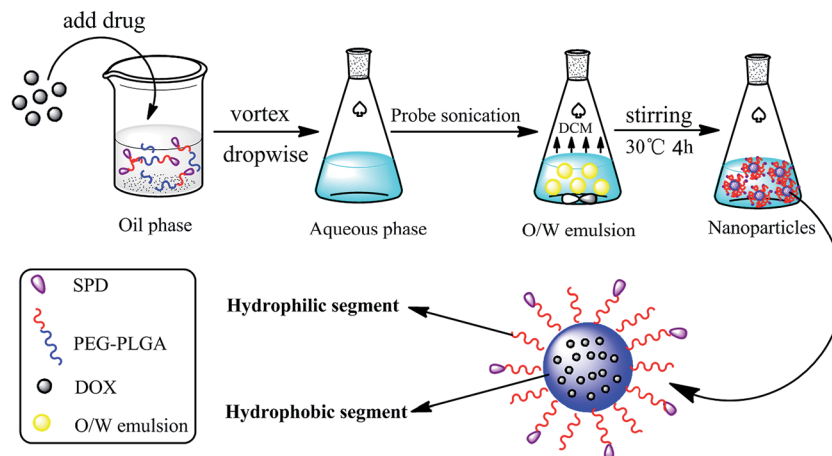 add drug
vortex
dropwise
Probe sonication
DCM
stirring
30℃ 4h
Oil phase
Aqueous phase
O/W emulsion
Nanoparticles
SPD
PEG-PLGA
DOX
O/W emulsion
Hydrophilic segment
Hydrophobic segment